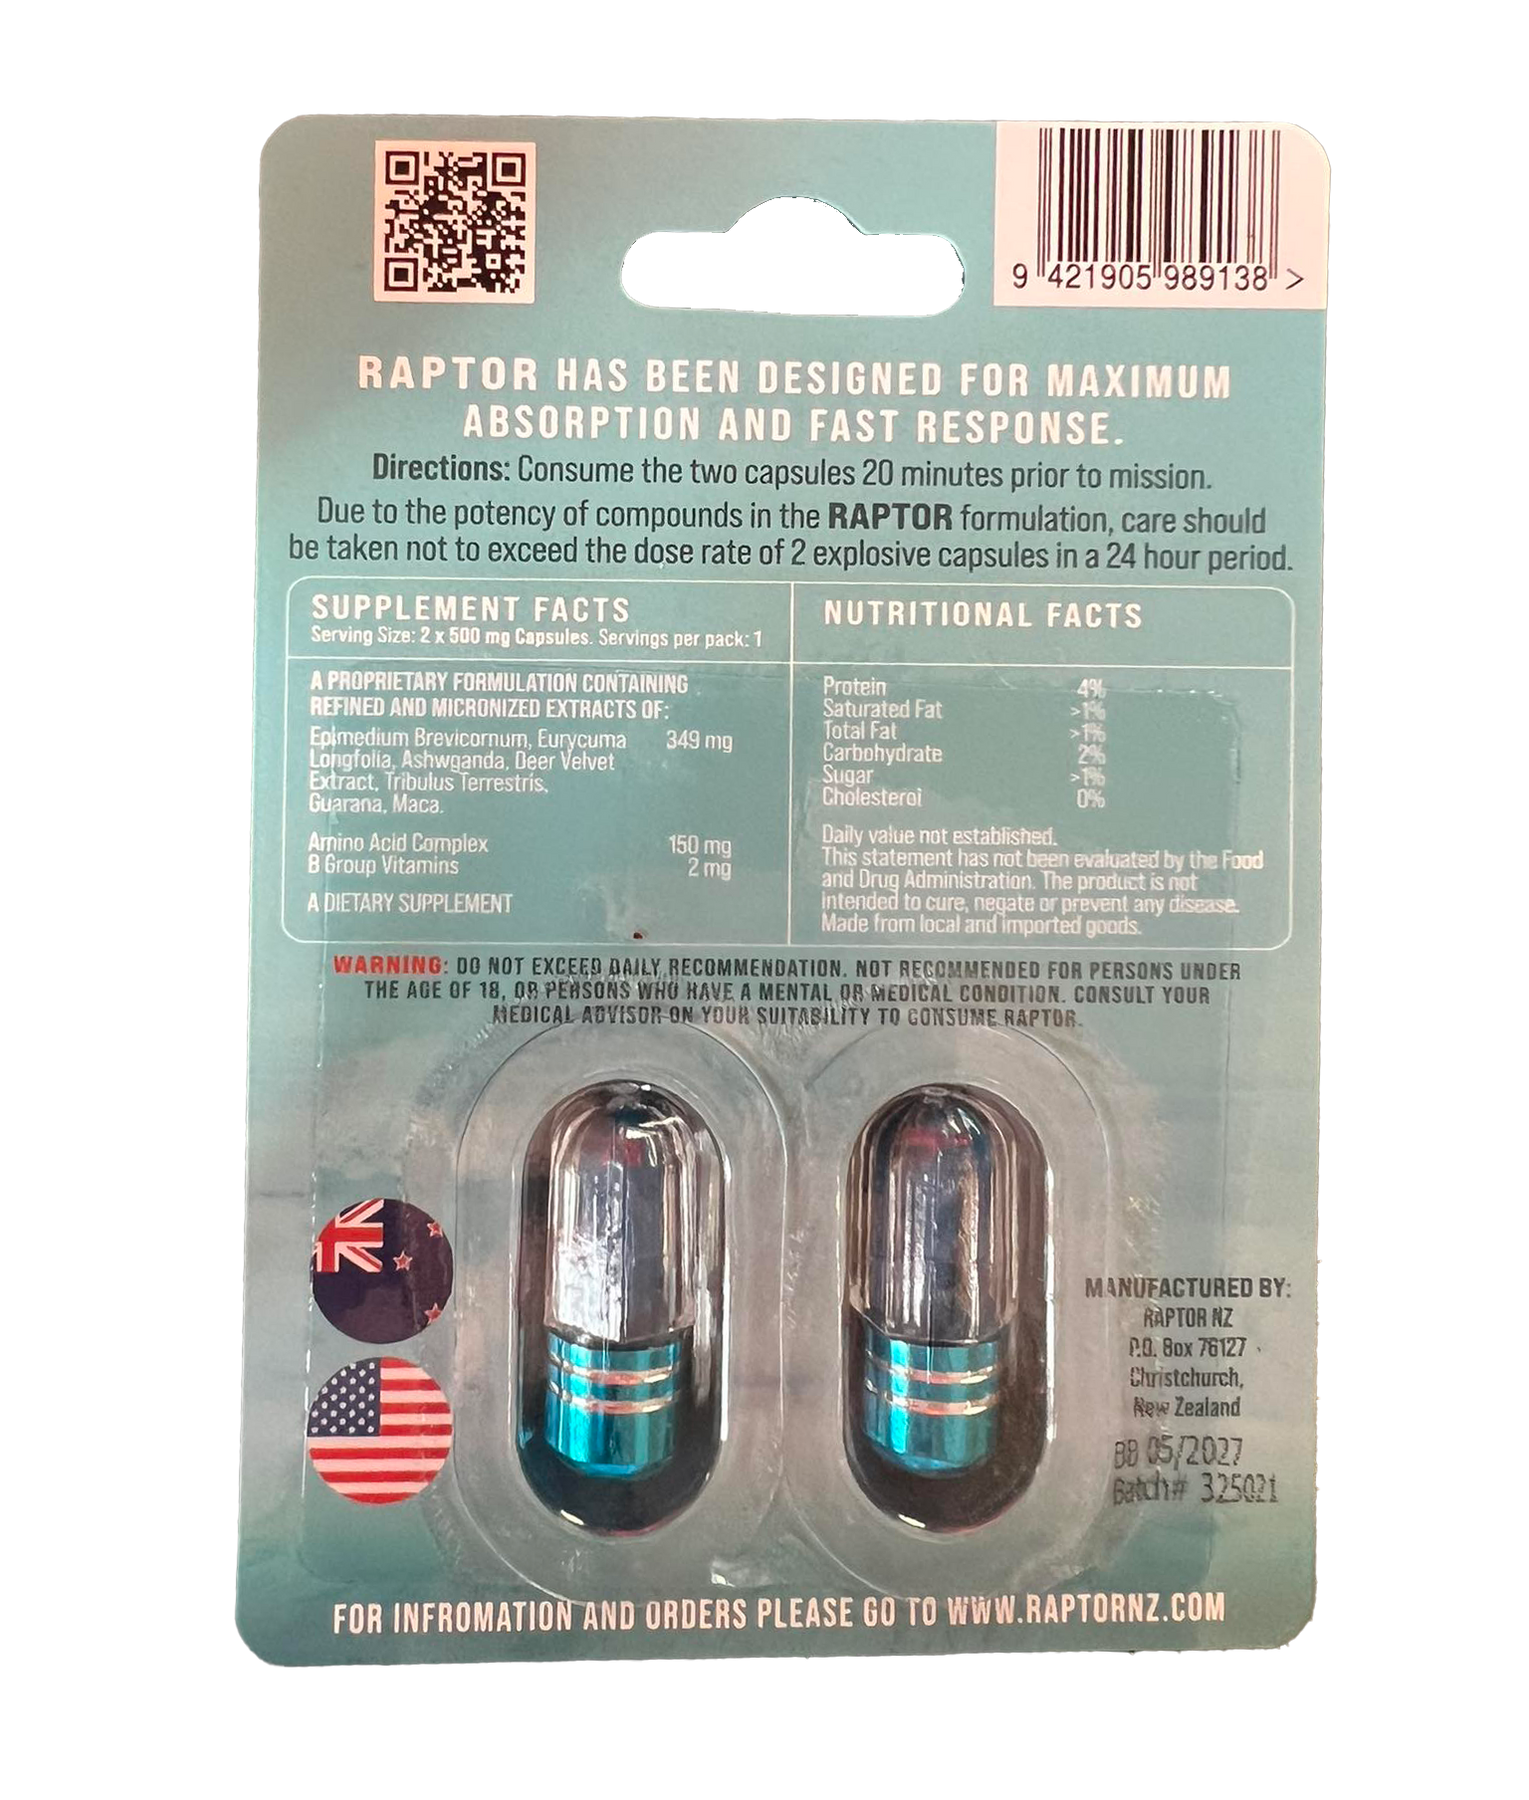 9 421905 989138 >
RAPTOR HAS BEEN DESIGNED FOR MAXIMUM
ABSORPTION AND FAST RESPONSE.
Directions: Consume the two capsules 20 minutes prior to mission.
Due to the potency of compounds in the RAPTOR formulation, care should
be taken not to exceed the dose rate of 2 explosive capsules in a 24 hour period.
SUPPLEMENT FACTS
Serving Size: 2 x 500 mg Capsules. Servings per pack: 1
A PROPRIETARY FORMULATION CONTAINING
REFINED AND MICRONIZED EXTRACTS OF:
Epimedium Brevicornum, Eurycuma 349 mg
Longfolia, Ashwganda, Deer Velvet
Extract, Tribulus Terrestris,
Guarana, Maca.
Amino Acid Complex 150 mg
B Group Vitamins 2 mg
A DIETARY SUPPLEMENT
NUTRITIONAL FACTS
Protein 4%
Saturated Fat >1%
Total Fat >1%
Carbohydrate 2%
Sugar >1%
Cholesterol 0%
Daily value not established.
This statement has not been evaluated by the Food
and Drug Administration. The product is not
intended to cure, negate or prevent any disease.
Made from local and imported goods.
WARNING: DO NOT EXCEED DAILY RECOMMENDATION. NOT RECOMMENDED FOR PERSONS UNDER
THE AGE OF 18, OR PERSONS WHO HAVE A MENTAL OR MEDICAL CONDITION. CONSULT YOUR
MEDICAL ADVISOR ON YOUR SUITABILITY TO CONSUME RAPTOR.
MANUFACTURED BY:
RAPTOR NZ
P.O. Box 76127
Christchurch,
New Zealand
BB 05/2027
Batch# 325021
FOR INFROMATION AND ORDERS PLEASE GO TO WWW.RAPTORNZ.COM